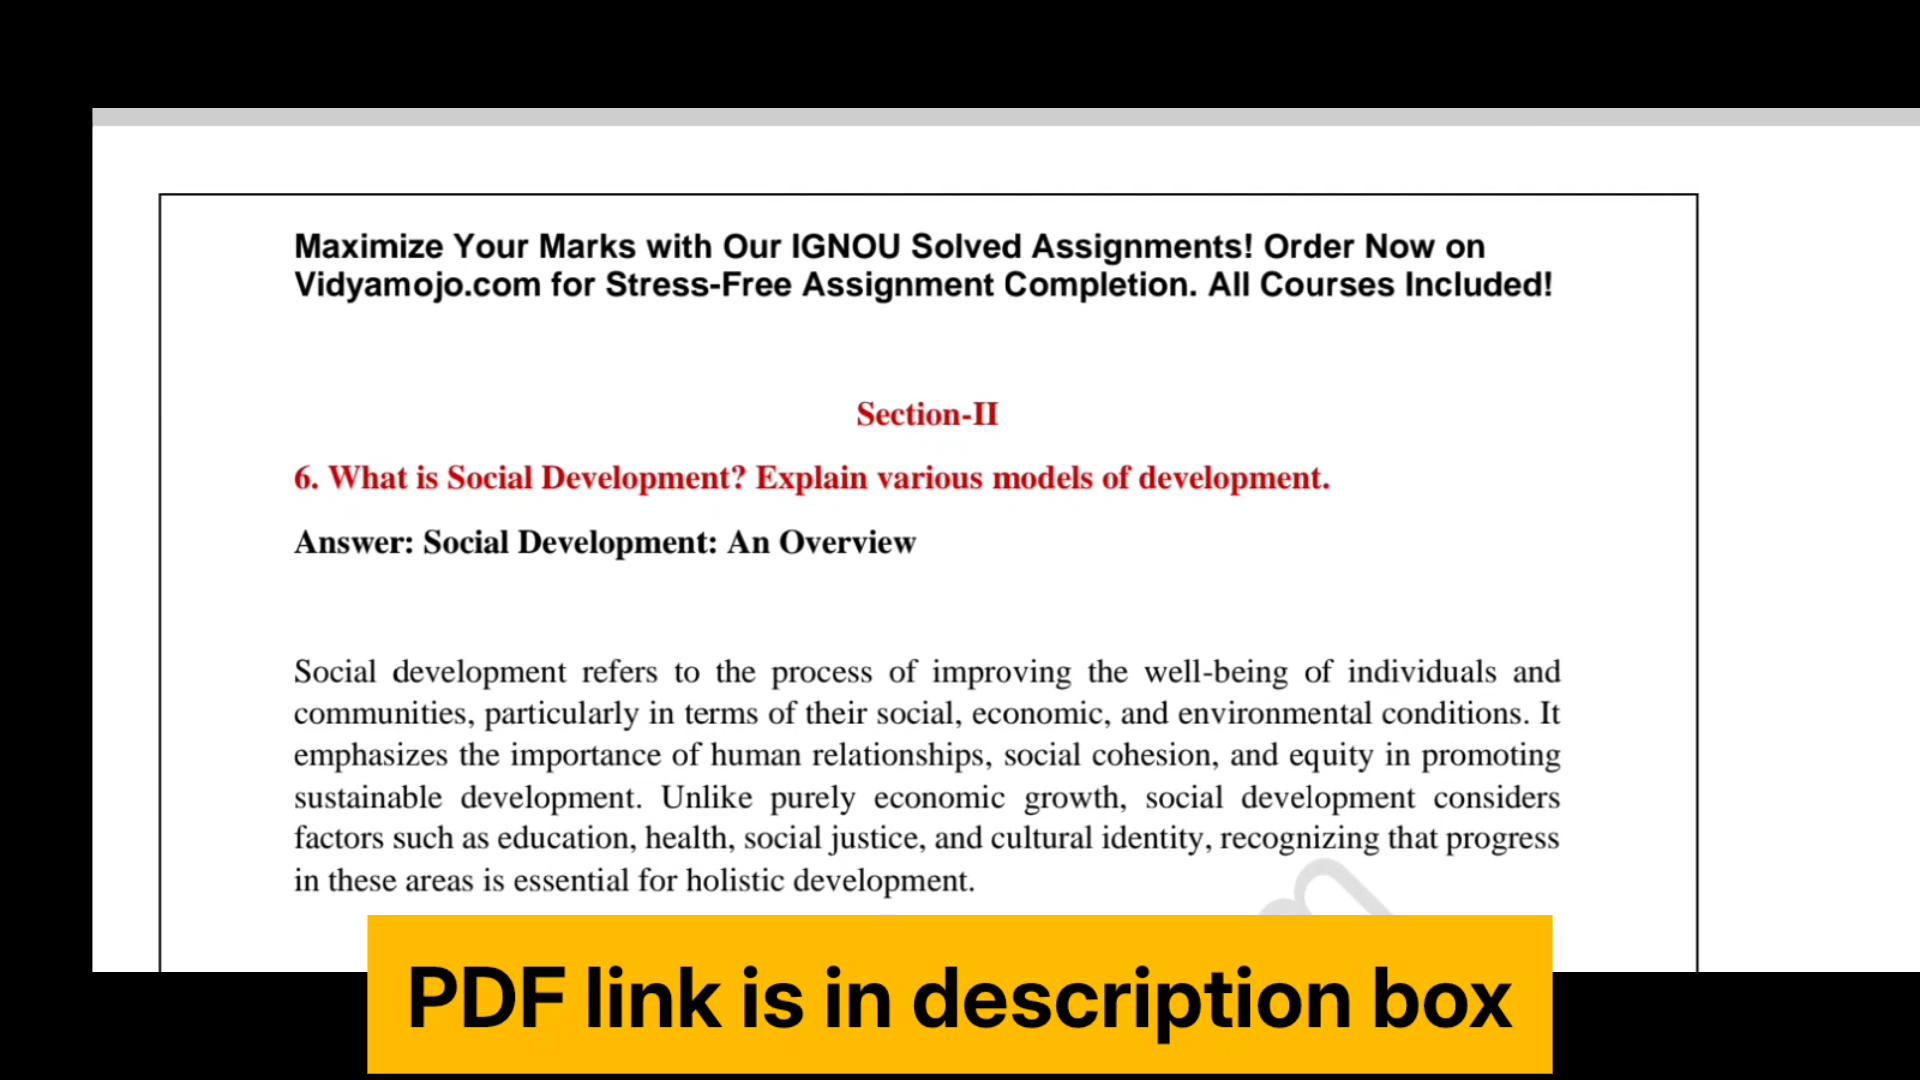 Maximize Your Marks with Our IGNOU Solved Assignments! Order Now on
Vidyamojo.com for Stress-Free Assignment Completion. All Courses Included!
Section-II
6. What is Social Development? Explain various models of development.
Answer: Social Development: An Overview
Social development refers to the process of improving the well-being of individuals and
communities, particularly in terms of their social, economic, and environmental conditions. It
emphasizes the importance of human relationships, social cohesion, and equity in promoting
sustainable development. Unlike purely economic growth, social development considers
factors such as education, health, social justice, and cultural identity, recognizing that progress
in these areas is essential for holistic development.
PDF link is in description box